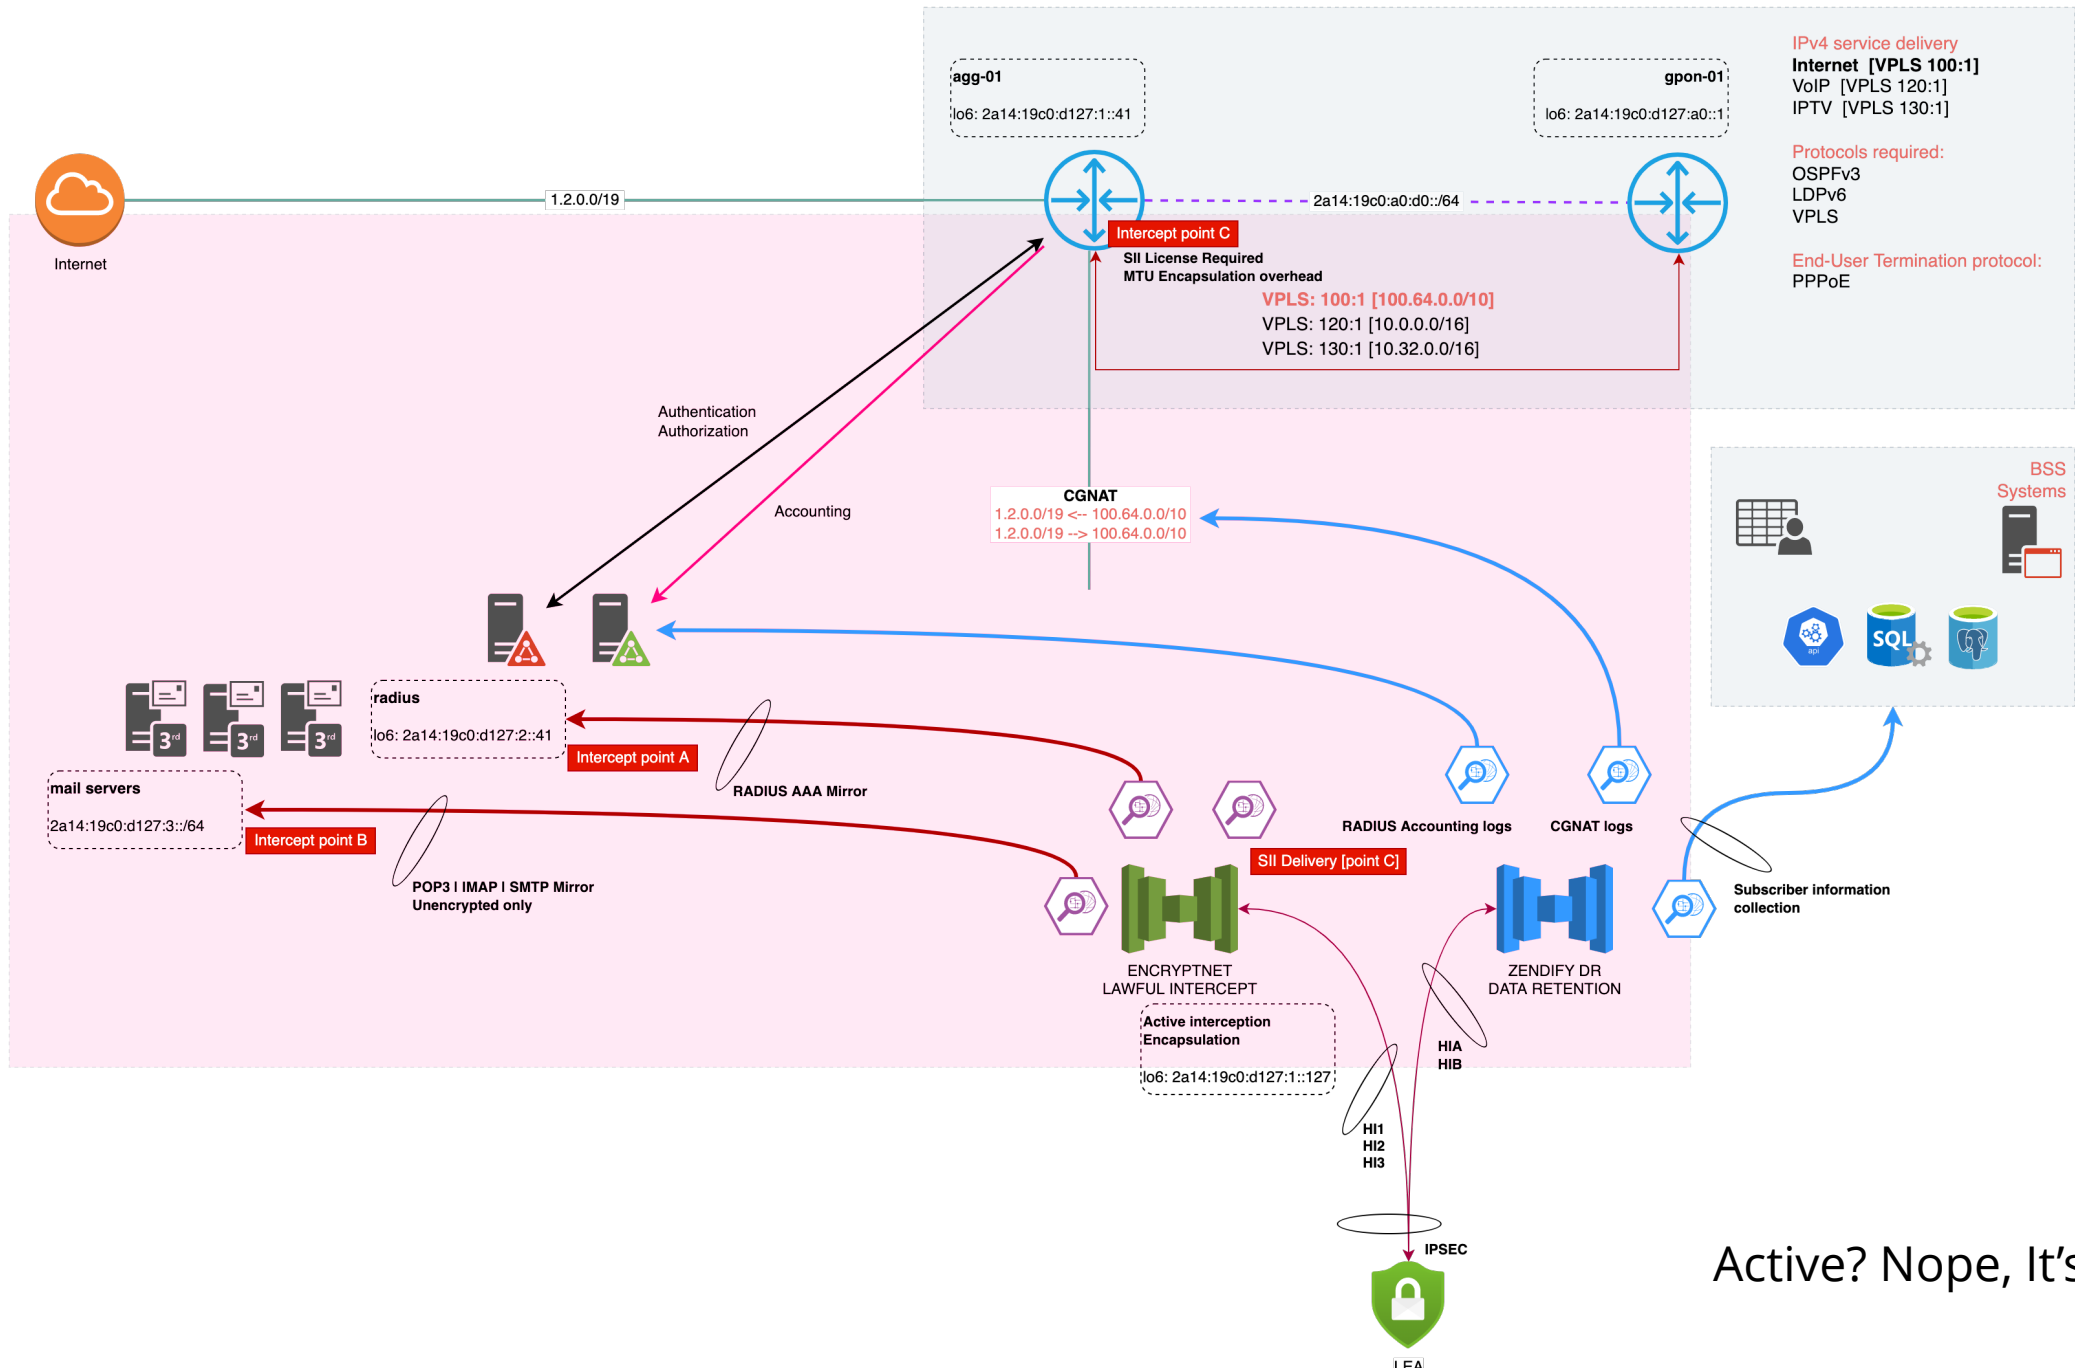 IPv4 service delivery
Internet [VPLS 100:1]
VoIP [VPLS 120:1]
IPTV [VPLS 130:1]
Protocols required:
OSPFv3
LDPv6
VPLS
End-User Termination protocol:
PPPoE
agg-01
lo6: 2a14:19c0:d127:1::41
gpon-01
lo6: 2a14:19c0:d127:a0::1
1.2.0.0/19
2a14:19c0:a0:d0::/64
Internet
Intercept point C
SII License Required
MTU Encapsulation overhead
VPLS: 100:1 [100.64.0.0/10]
VPLS: 120:1 [10.0.0.0/16]
VPLS: 130:1 [10.32.0.0/16]
Authentication
Authorization
Accounting
CGNAT
1.2.0.0/19 <-- 100.64.0.0/10
1.2.0.0/19 --> 100.64.0.0/10
BSS
Systems
api
SQL
radius
lo6: 2a14:19c0:d127:2::41
Intercept point A
RADIUS AAA Mirror
3rd
3rd
3rd
mail servers
2a14:19c0:d127:3::/64
Intercept point B
POP3 | IMAP | SMTP Mirror
Unencrypted only
RADIUS Accounting logs
CGNAT logs
SII Delivery [point C]
Subscriber information
collection
ENCRYPTNET
LAWFUL INTERCEPT
ZENDIFY DR
DATA RETENTION
Active interception
Encapsulation
lo6: 2a14:19c0:d127:1::127
HIA
HIB
HI1
HI2
HI3
IPSEC
LEA
Active? Nope, It's